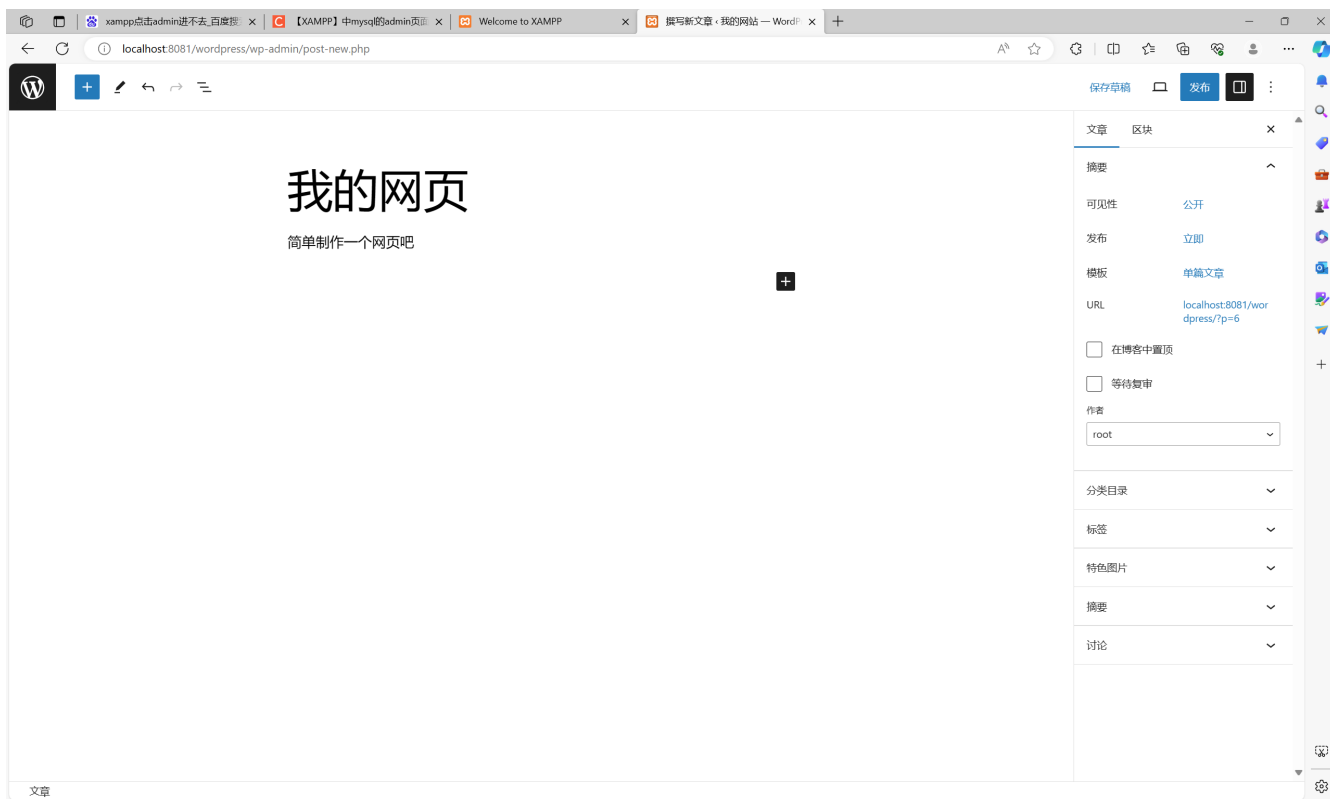 xampp点击admin进不去_百度搜
【XAMPP】中mysql的admin页面
Welcome to XAMPP
撰写新文章 ‹ 我的网站 — WordP
localhost:8081/wordpress/wp-admin/post-new.php
保存草稿
发布
文章 区块
我的网页
简单制作一个网页吧
摘要
可见性 公开
发布 立即
模板 单篇文章
URL localhost:8081/wor
dpress/?p=6
在博客中置顶
等待复审
作者
root
分类目录
标签
特色图片
摘要
讨论
文章